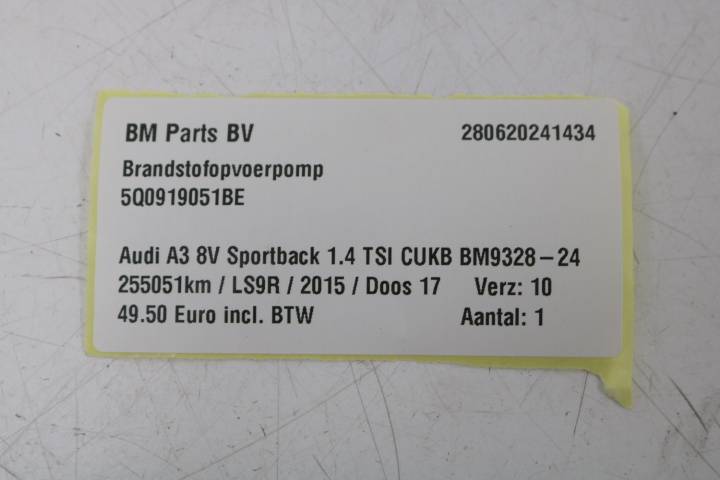 BM Parts BV 280620241434
Brandstofopvoerpomp
5Q0919051BE
Audi A3 8V Sportback 1.4 TSI CUKB BM9328-24
255051km / LS9R / 2015 / Doos 17 Verz: 10
49.50 Euro incl. BTW Aantal: 1